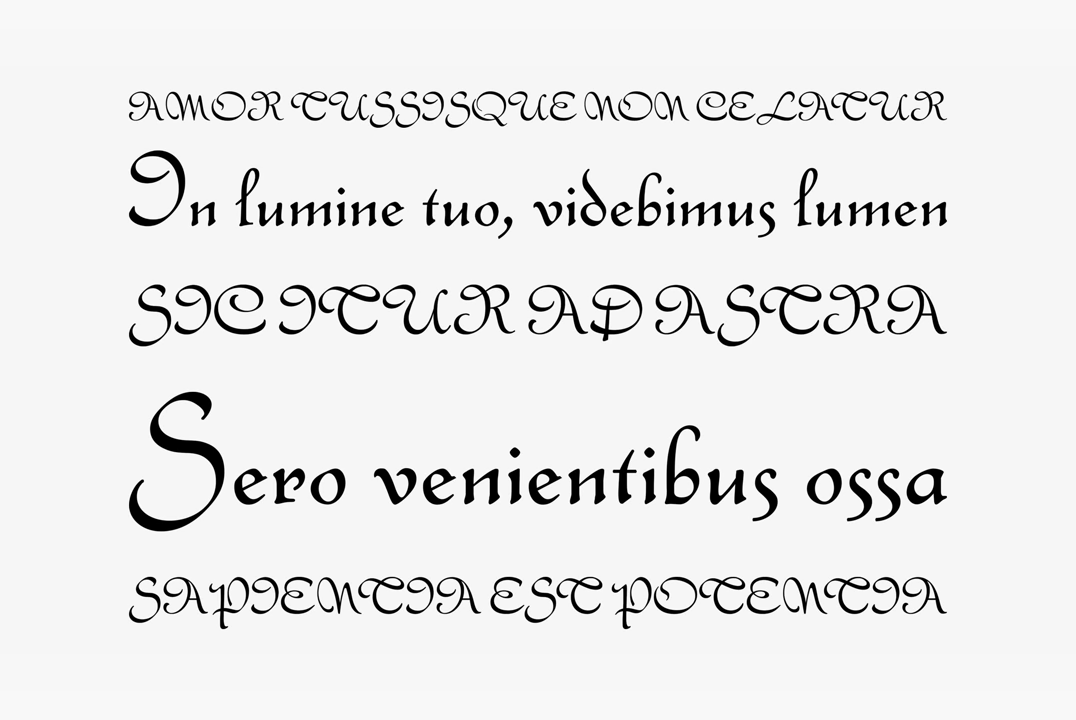 AMOR TUSSISQUE NON CELATUR
In lumine tuo, videbimus lumen
SIC ITUR AD ASTRA
Sero venientibus ossa
SAPIENTIA EST POTENTIA